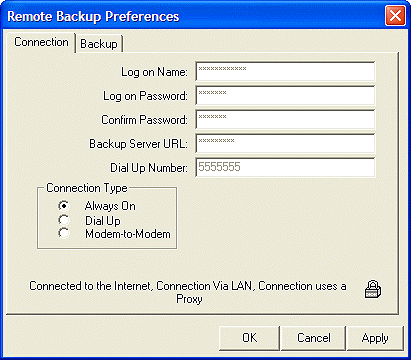 Remote Backup Preferences
Connection
Backup
Log on Name: ************
Log on Password: *******
Confirm Password: *******
Backup Server URL: *********
Dial Up Number: 5555555
Connection Type
Always On
Dial Up
Modem-to-Modem
Connected to the Internet, Connection Via LAN, Connection uses a
Proxy
OK
Cancel
Apply